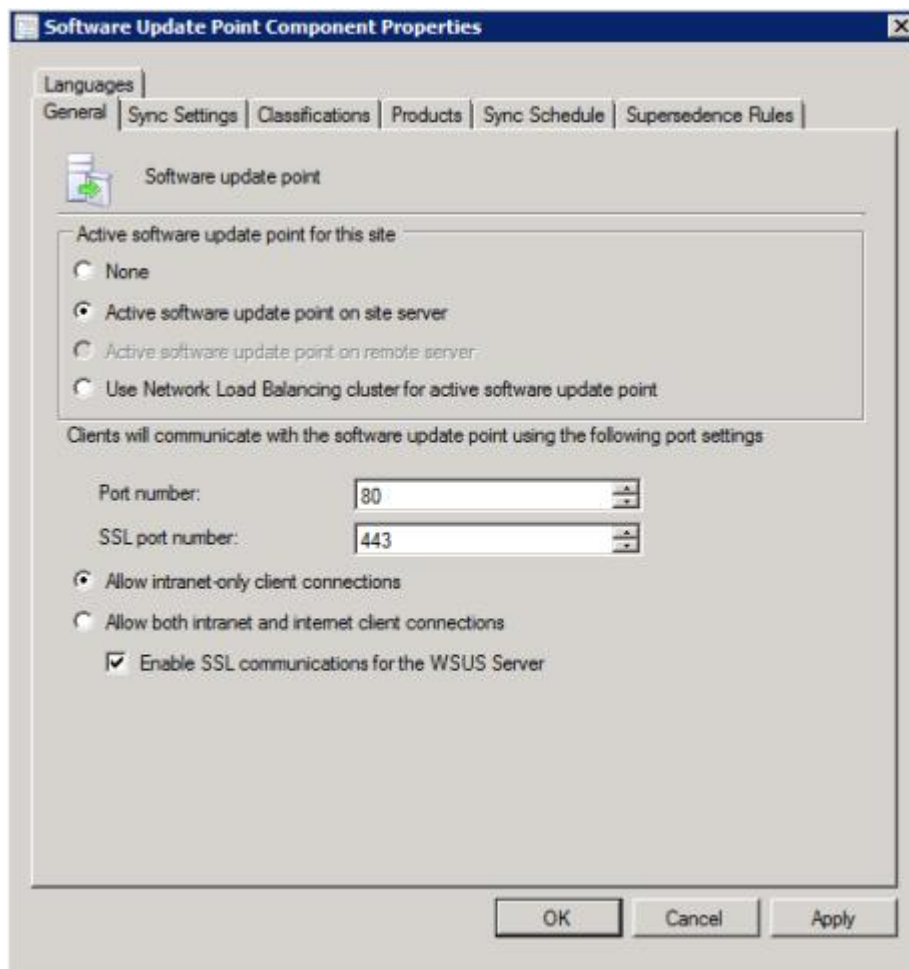 Software Update Point Component Properties
Languages
General Sync Settings Classifications Products Sync Schedule Supersedence Rules
Software update point
Active software update point for this site
None
Active software update point on site server
Active software update point on remote server
Use Network Load Balancing cluster for active software update point
Clients will communicate with the software update point using the following port settings
Port number: 80
SSL port number: 443
Allow intranet-only client connections
Allow both intranet and internet client connections
Enable SSL communications for the WSUS Server
OK Cancel Apply